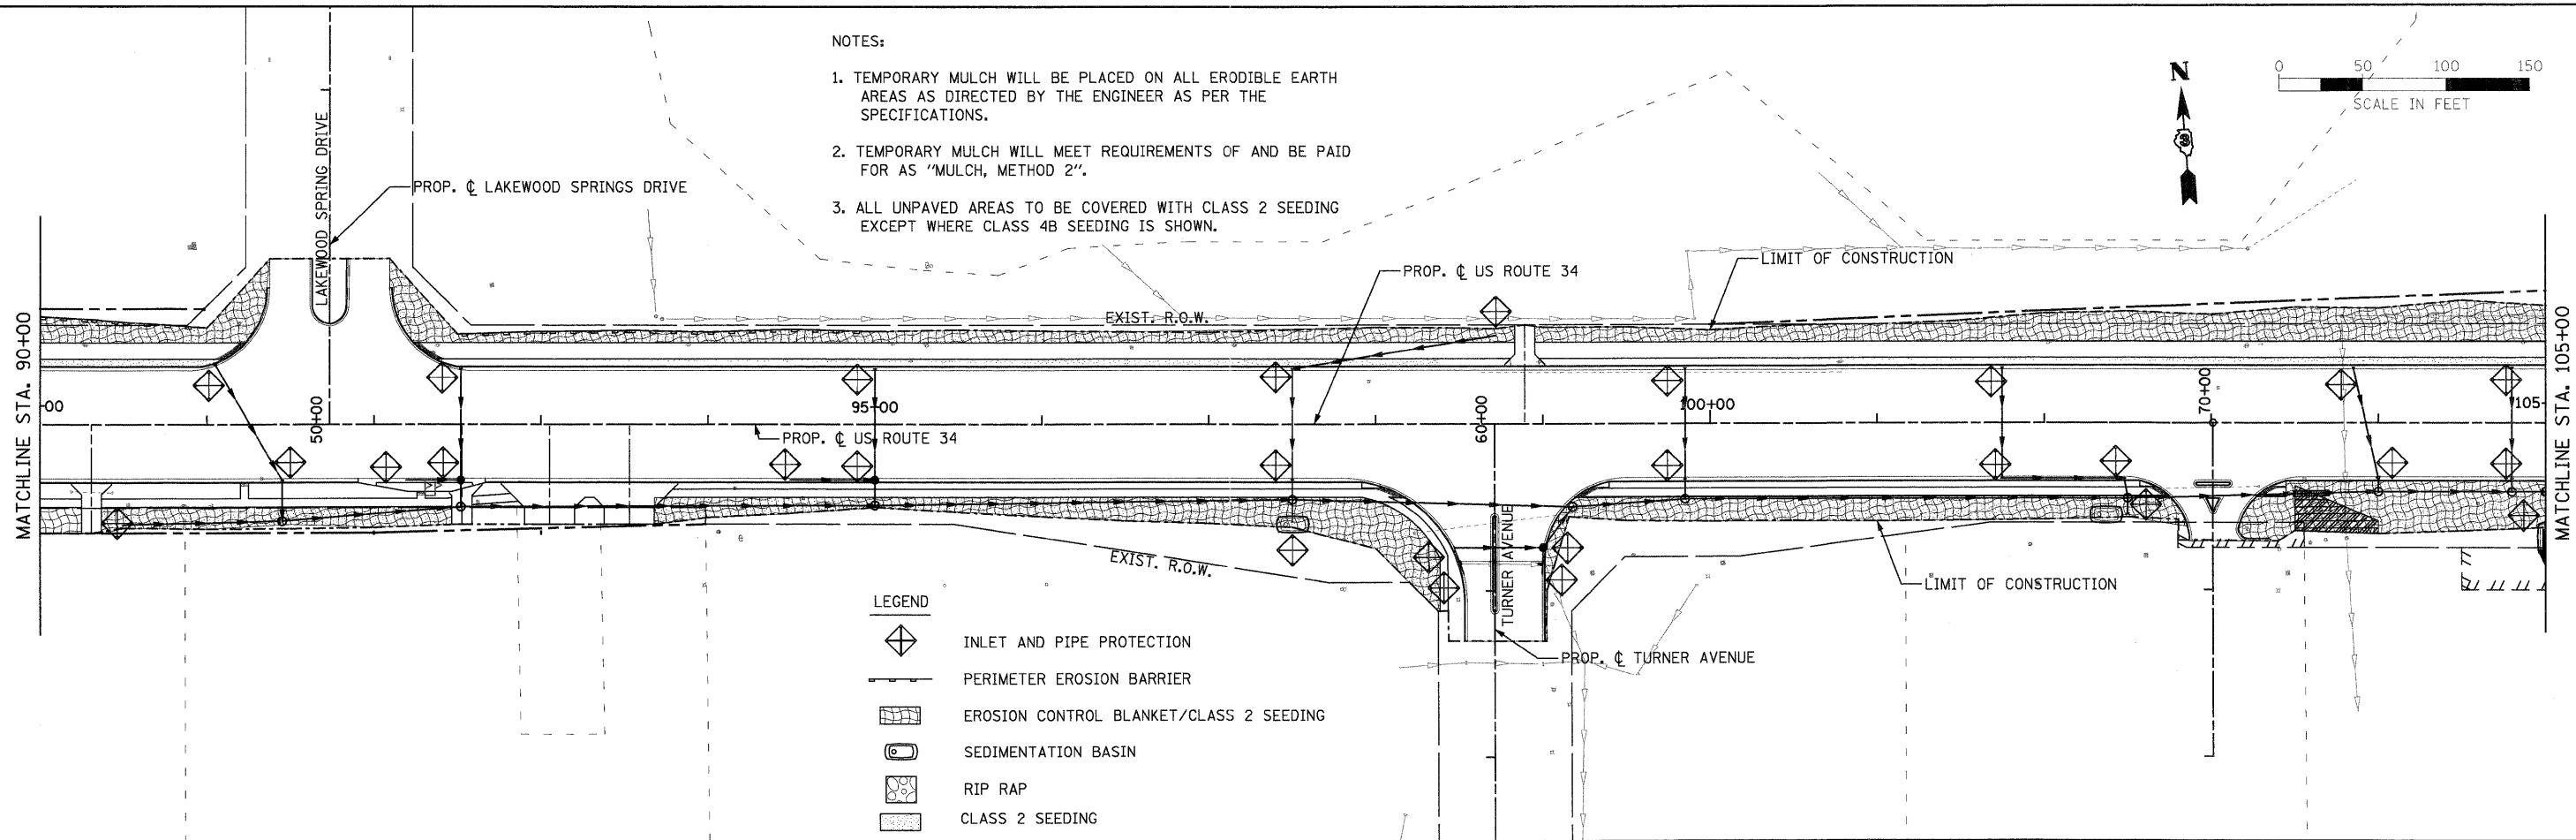 NOTES:
1. TEMPORARY MULCH WILL BE PLACED ON ALL ERODIBLE EARTH
AREAS AS DIRECTED BY THE ENGINEER AS PER THE
SPECIFICATIONS.
2. TEMPORARY MULCH WILL MEET REQUIREMENTS OF AND BE PAID
FOR AS "MULCH, METHOD 2".
3. ALL UNPAVED AREAS TO BE COVERED WITH CLASS 2 SEEDING
EXCEPT WHERE CLASS 4B SEEDING IS SHOWN.
N
3
0 50 100 150
SCALE IN FEET
LAKEWOOD SPRING DRIVE
PROP. ℄ LAKEWOOD SPRINGS DRIVE
PROP. ℄ US ROUTE 34
LIMIT OF CONSTRUCTION
EXIST. R.O.W.
MATCHLINE STA. 90+00
MATCHLINE STA. 105+00
00
50+00
95+00
60+00
100+00
70+00
105-
PROP. ℄ US ROUTE 34
TURNER AVENUE
EXIST. R.O.W.
LIMIT OF CONSTRUCTION
PROP. ℄ TURNER AVENUE
LEGEND
INLET AND PIPE PROTECTION
PERIMETER EROSION BARRIER
EROSION CONTROL BLANKET/CLASS 2 SEEDING
SEDIMENTATION BASIN
RIP RAP
CLASS 2 SEEDING